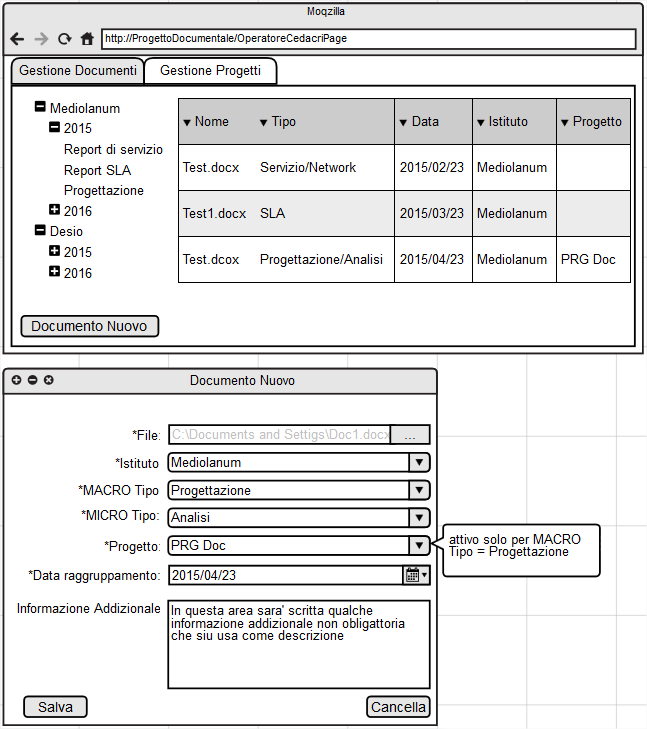 Moqzilla
http://ProgettoDocumentale/OperatoreCedacriPage
Gestione Documenti
Gestione Progetti
Mediolanum
2015
Report di servizio
Report SLA
Progettazione
2016
Desio
2015
2016
Nome Tipo Data Istituto Progetto
Test.docx Servizio/Network 2015/02/23 Mediolanum
Test1.docx SLA 2015/03/23 Mediolanum
Test.dcox Progettazione/Analisi 2015/04/23 Mediolanum PRG Doc
Documento Nuovo
Documento Nuovo
*File: C:\Documents and Settigs\Doc1.docx ...
*Istituto Mediolanum
*MACRO Tipo Progettazione
*MICRO Tipo: Analisi
*Progetto: PRG Doc
attivo solo per MACRO
Tipo = Progettazione
*Data raggruppamento: 2015/04/23
Informazione Addizionale
In questa area sara' scritta qualche
informazione addizionale non obligattoria
che siu usa come descrizione
Salva
Cancella